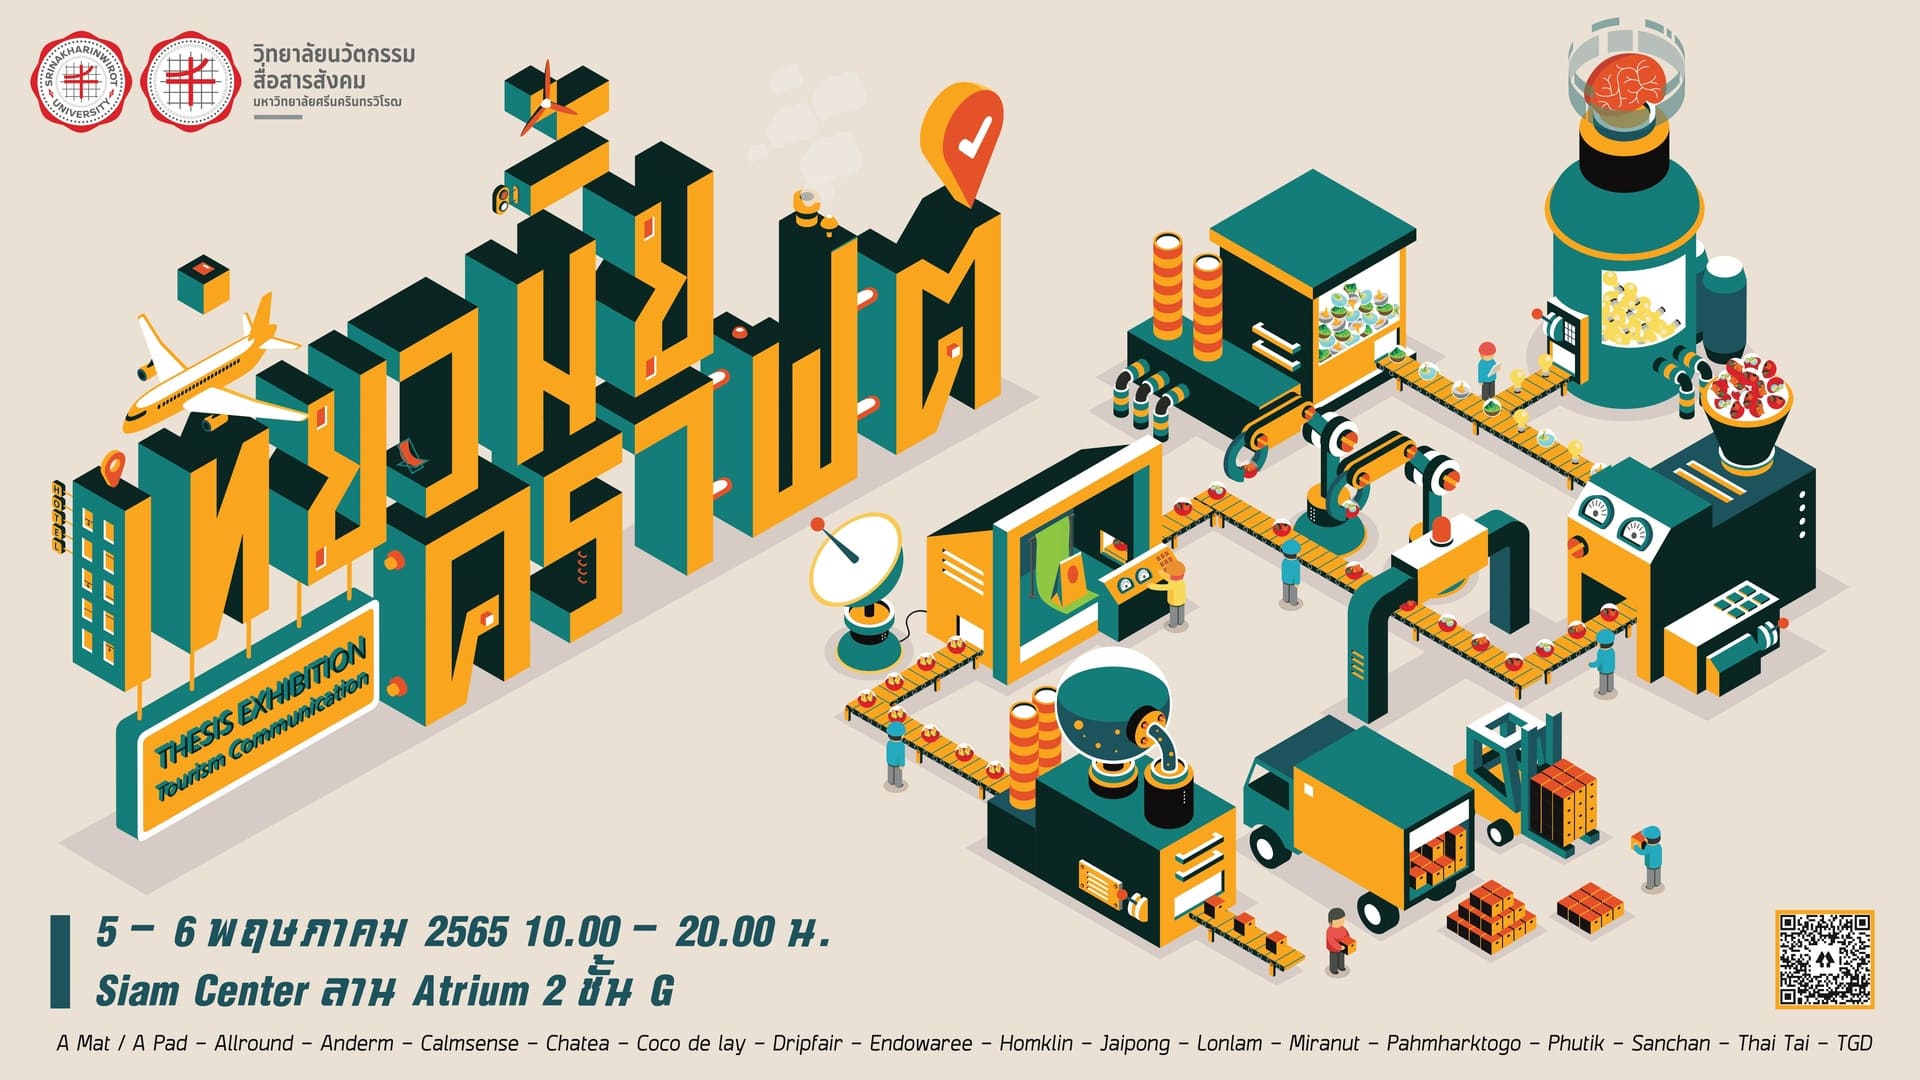 SRINAKHARINWIROT UNIVERSITY
วิทยาลัยนวัตกรรม
สื่อสารสังคม
มหาวิทยาลัยศรีนครินทรวิโรฒ
เที่ยวมั้ย
คราฟต์
HOTEL
THESIS EXHIBITION
Tourism Communication
5 – 6 พฤษภาคม 2565 10.00 – 20.00 น.
Siam Center ลาน Atrium 2 ชั้น G
A Mat / A Pad – Allround – Anderm – Calmsense – Chatea – Coco de lay – Dripfair – Endowaree – Homklin – Jaipong – Lonlam – Miranut – Pahmharktogo – Phutik – Sanchan – Thai Tai – TGD